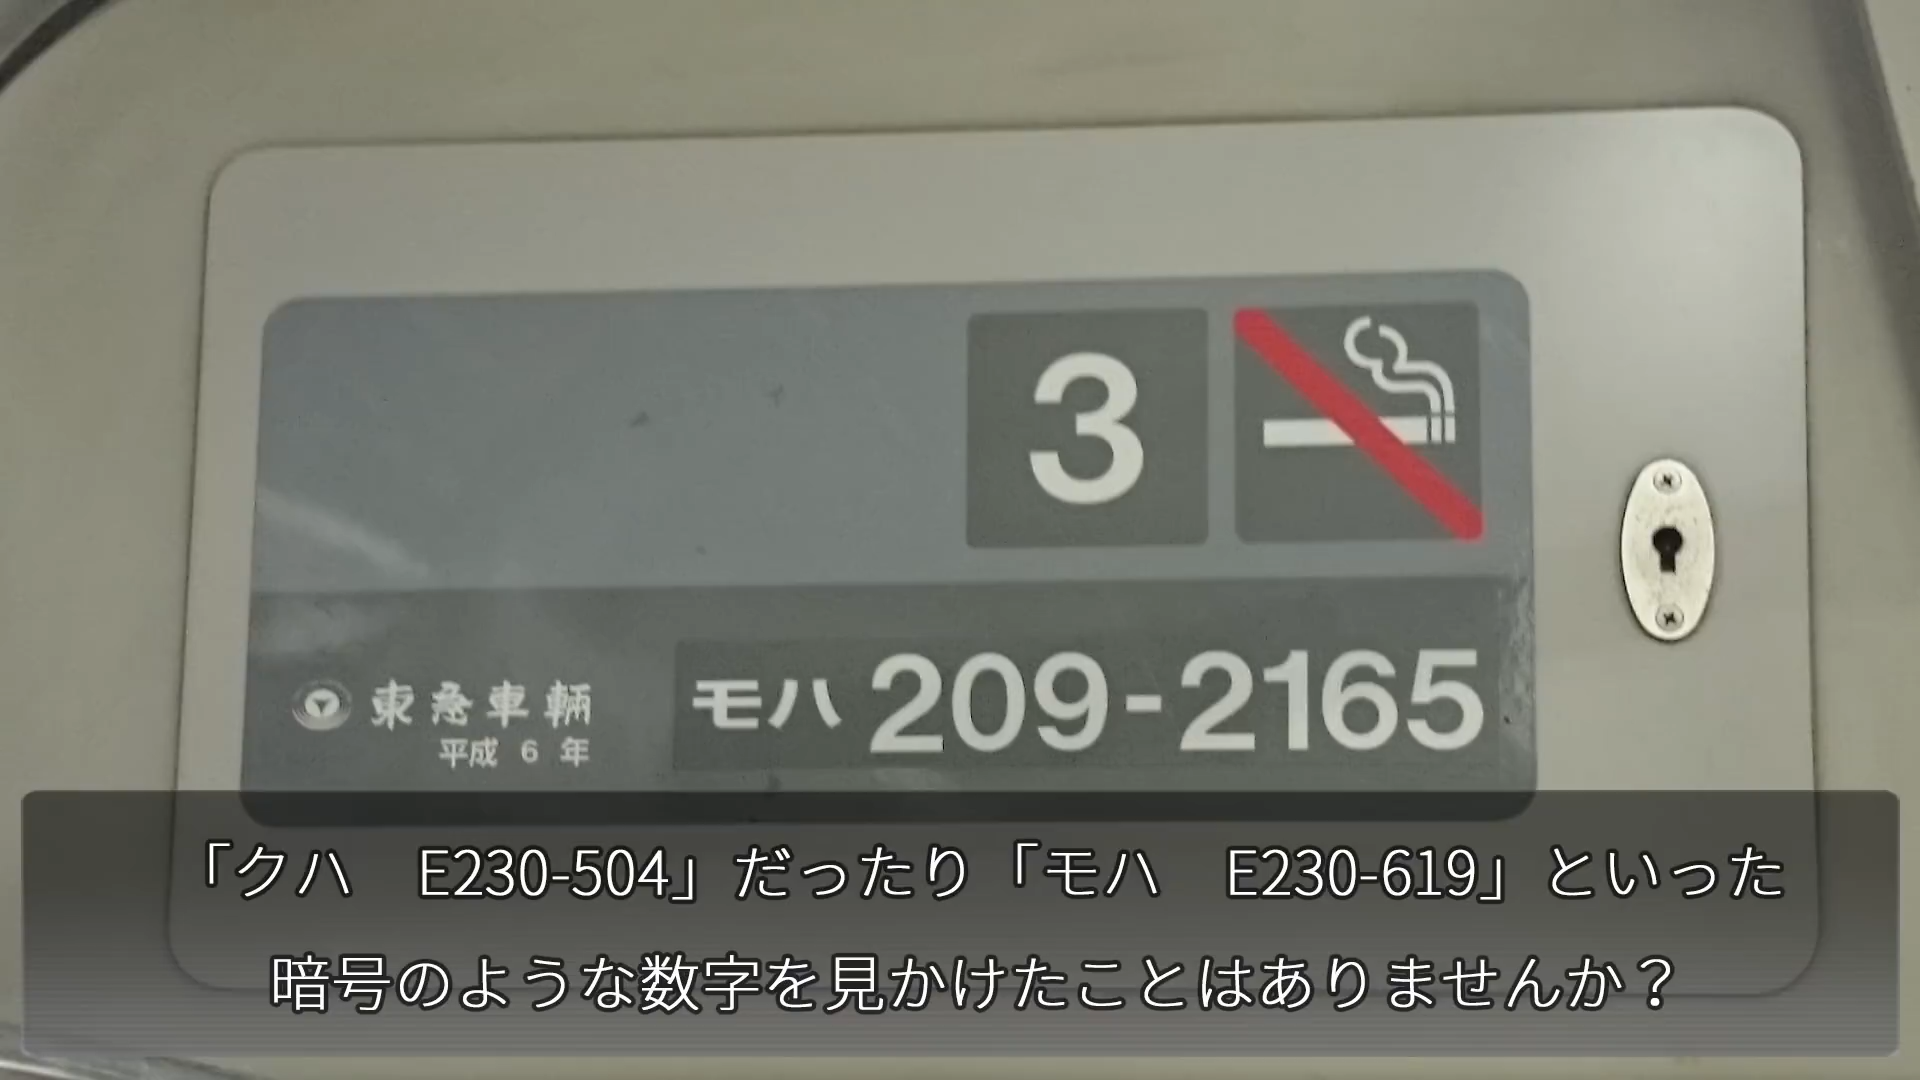 3
東急車輛
平成 6 年
モハ 209-2165
「クハ　E230-504」だったり「モハ　E230-619」といった
暗号のような数字を見かけたことはありませんか？